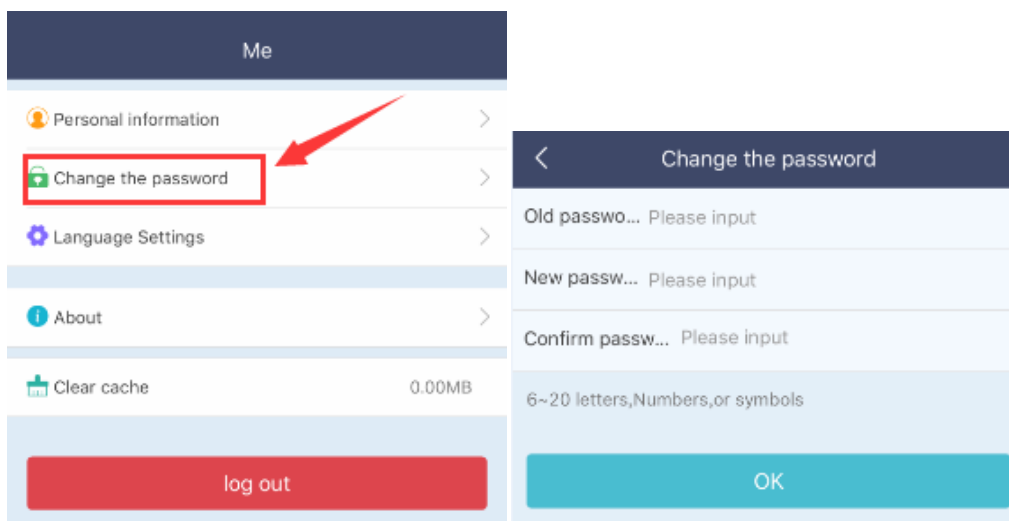 Me
Personal information
Change the password
Language Settings
About
Clear cache 0.00MB
log out
Change the password
Old passwo... Please input
New passw... Please input
Confirm passw... Please input
6~20 letters,Numbers,or symbols
OK